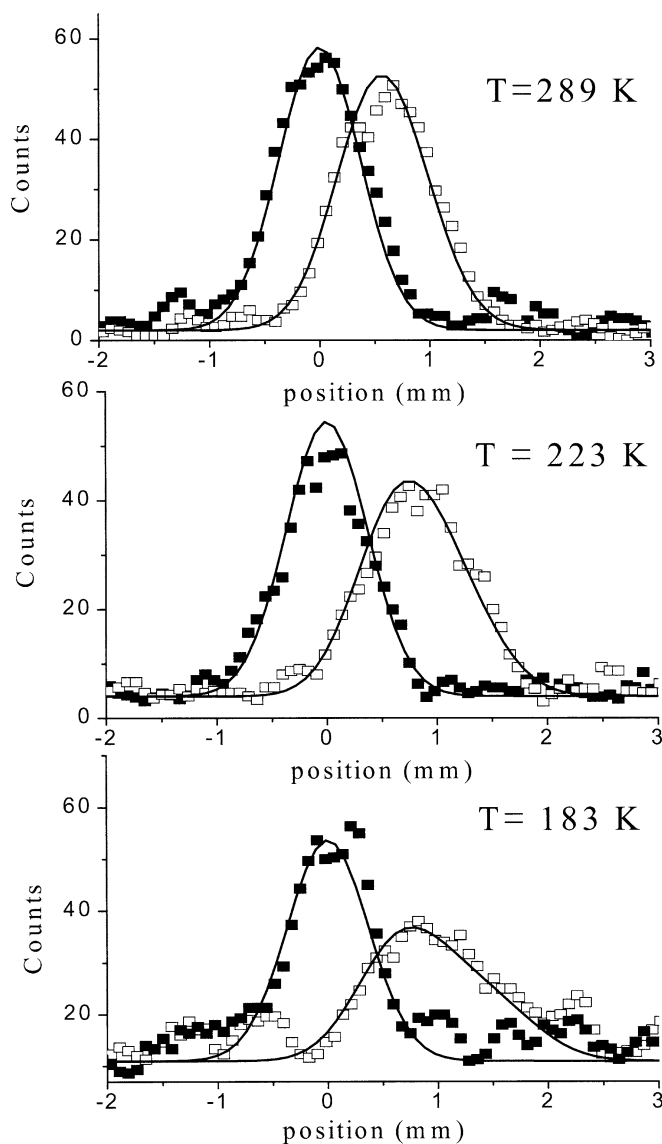 60
T=289 K
40
Counts
20
0
-2 -1 0 1 2 3
position (mm)
60
T = 223 K
40
Counts
20
0
-2 -1 0 1 2 3
position (mm)
60
T= 183 K
40
Counts
20
-2 -1 0 1 2 3
position (mm)